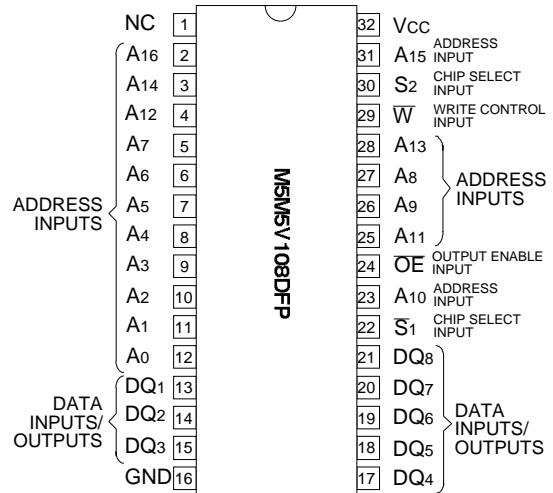 NC 1
A16 2
A14 3
A12 4
A7 5
A6 6
A5 7
A4 8
A3 9
A2 10
A1 11
A0 12
DQ1 13
DQ2 14
DQ3 15
GND 16
ADDRESS
INPUTS
DATA
INPUTS/
OUTPUTS
M5M5V108DFP
32 VCC
31 A15 ADDRESS
INPUT
30 S2 CHIP SELECT
INPUT
29 W̅ WRITE CONTROL
INPUT
28 A13
27 A8
26 A9
25 A11
ADDRESS
INPUTS
24 O̅E̅ OUTPUT ENABLE
INPUT
23 A10 ADDRESS
INPUT
22 S̅1 CHIP SELECT
INPUT
21 DQ8
20 DQ7
19 DQ6
18 DQ5
17 DQ4
DATA
INPUTS/
OUTPUTS